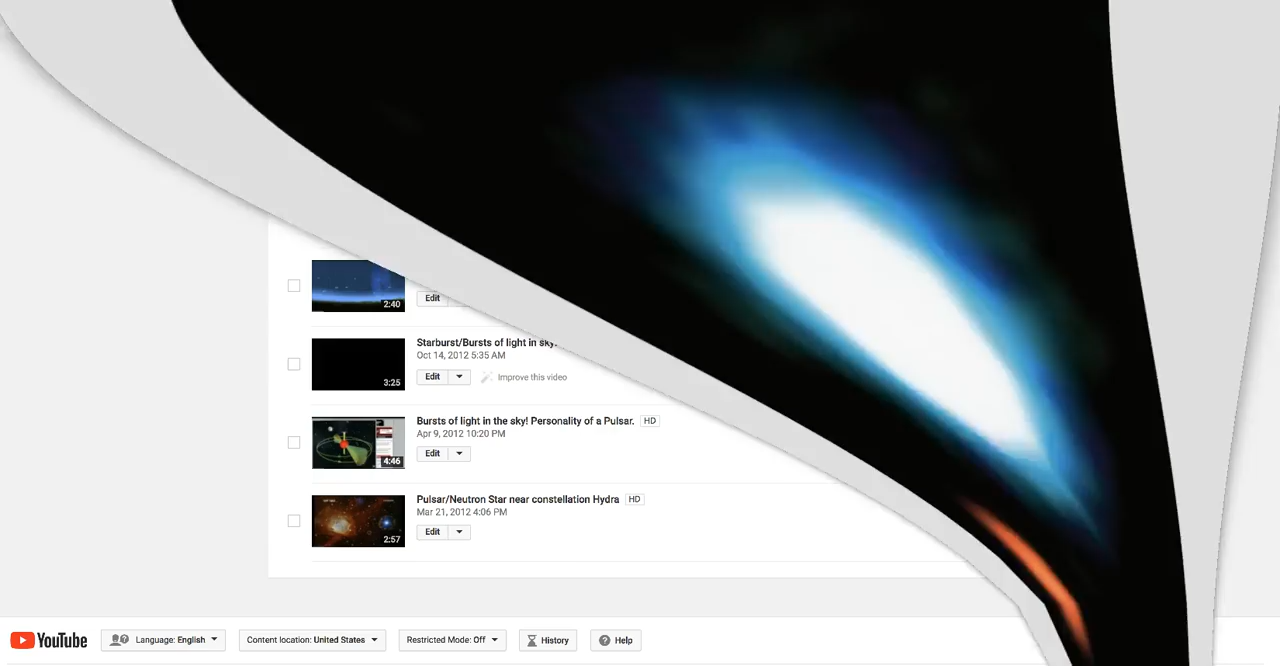 2:40
Edit
Starburst/Bursts of light in sky.
Oct 14, 2012 5:35 AM
3:25
Edit
Improve this video
Bursts of light in the sky! Personality of a Pulsar. HD
Apr 9, 2012 10:20 PM
4:46
Edit
Pulsar/Neutron Star near constellation Hydra HD
Mar 21, 2012 4:06 PM
2:57
Edit
YouTube Language: English Content location: United States Restricted Mode: Off History Help